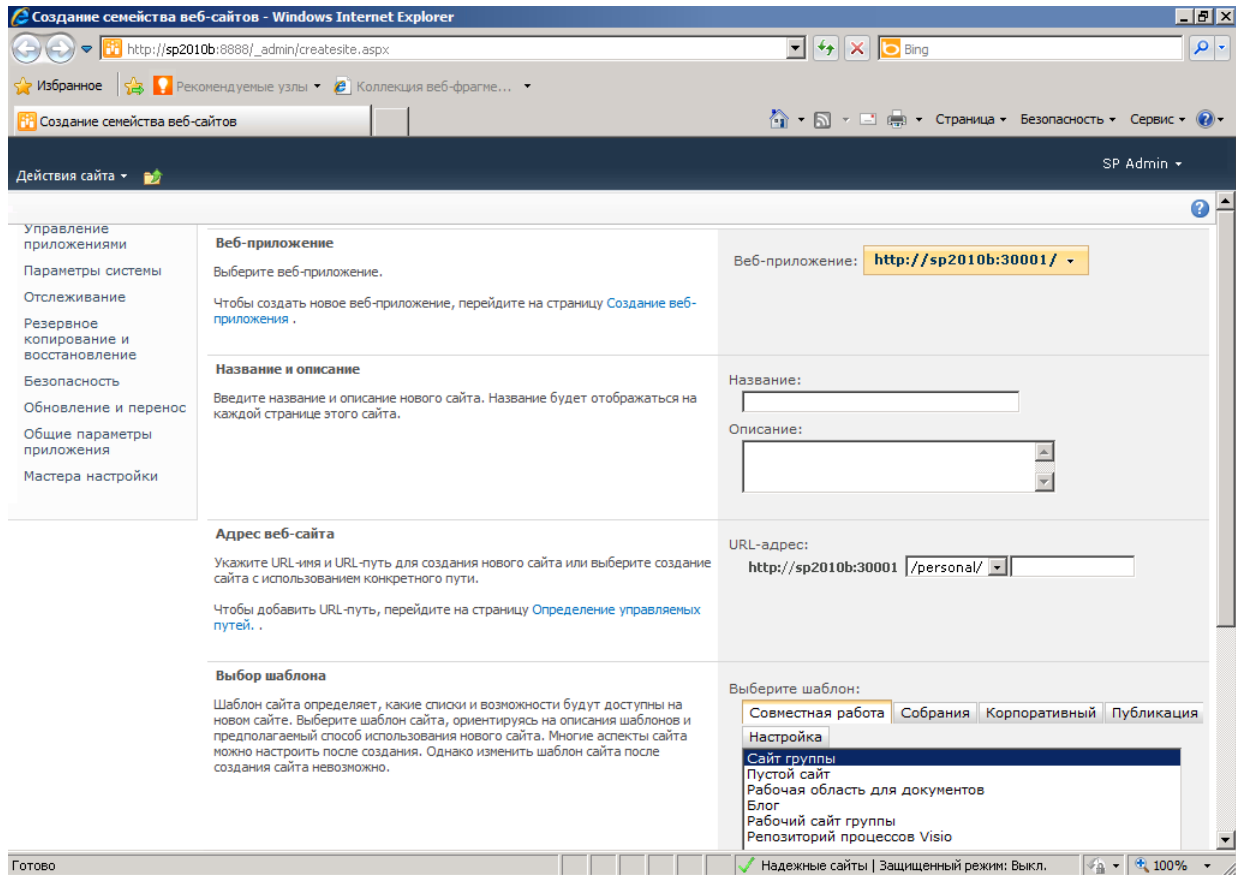 Создание семейства веб-сайтов - Windows Internet Explorer
http://sp2010b:8888/_admin/createsite.aspx
Bing
Избранное
Рекомендуемые узлы
Коллекция веб-фрагме...
Создание семейства веб-сайтов
Страница
Безопасность
Сервис
SP Admin
Действия сайта
Управление
приложениями
Параметры системы
Отслеживание
Резервное
копирование и
восстановление
Безопасность
Обновление и перенос
Общие параметры
приложения
Мастера настройки
Веб-приложение
Выберите веб-приложение.
Чтобы создать новое веб-приложение, перейдите на страницу Создание веб-
приложения .
Веб-приложение: http://sp2010b:30001/
Название и описание
Введите название и описание нового сайта. Название будет отображаться на
каждой странице этого сайта.
Название:
Описание:
Адрес веб-сайта
Укажите URL-имя и URL-путь для создания нового сайта или выберите создание
сайта с использованием конкретного пути.
Чтобы добавить URL-путь, перейдите на страницу Определение управляемых
путей. .
URL-адрес:
http://sp2010b:30001 /personal/
Выбор шаблона
Шаблон сайта определяет, какие списки и возможности будут доступны на
новом сайте. Выберите шаблон сайта, ориентируясь на описания шаблонов и
предполагаемый способ использования нового сайта. Многие аспекты сайта
можно настроить после создания. Однако изменить шаблон сайта после
создания сайта невозможно.
Выберите шаблон:
Совместная работа Собрания Корпоративный Публикация
Настройка
Сайт группы
Пустой сайт
Рабочая область для документов
Блог
Рабочий сайт группы
Репозиторий процессов Visio
Готово
Надежные сайты | Защищенный режим: Выкл.
100%